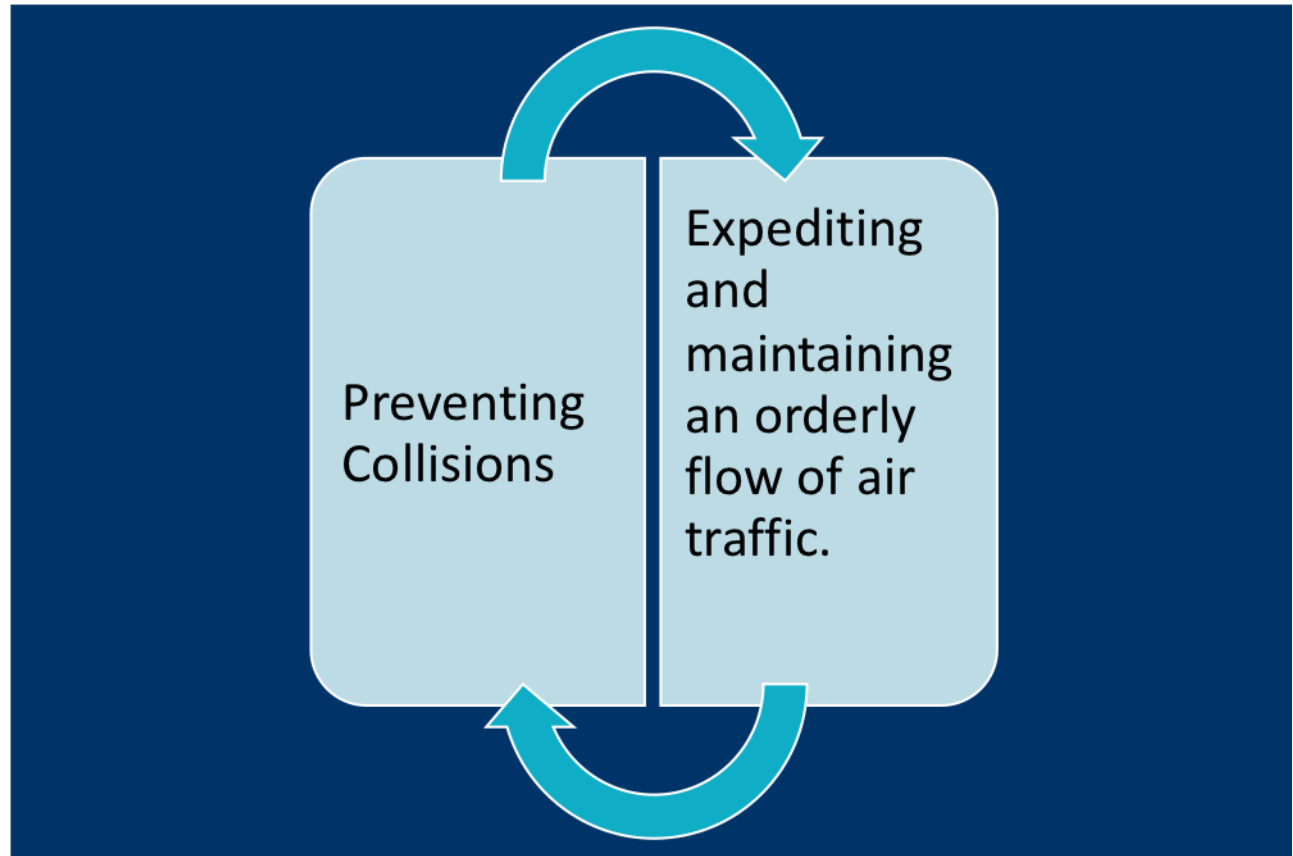 Preventing
Collisions
Expediting
and
maintaining
an orderly
flow of air
traffic.